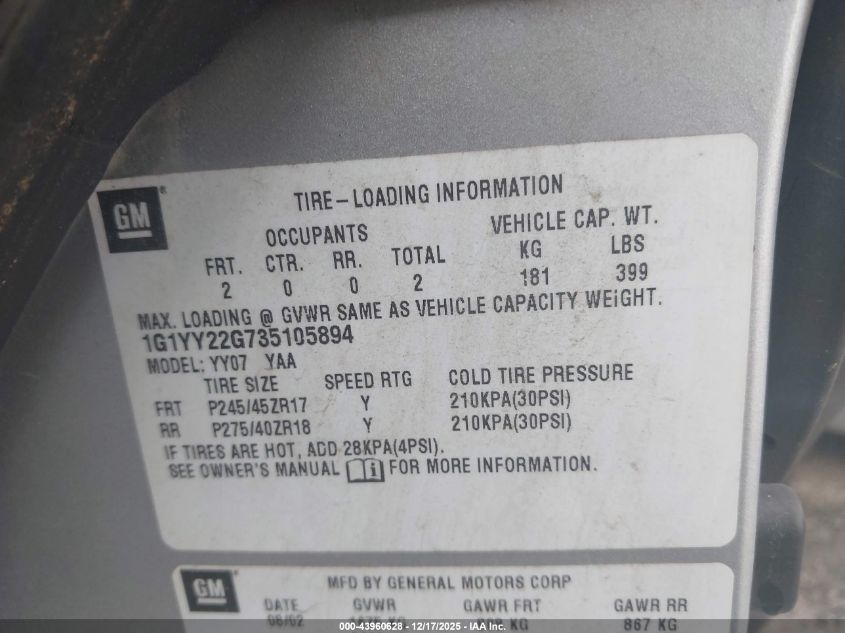 GM
TIRE-LOADING INFORMATION
OCCUPANTS VEHICLE CAP. WT.
FRT. CTR. RR. TOTAL KG LBS
2 0 0 2 181 399
MAX. LOADING @ GVWR SAME AS VEHICLE CAPACITY WEIGHT.
1G1YY22G735105894
MODEL: YY07 YAA
TIRE SIZE SPEED RTG COLD TIRE PRESSURE
FRT P245/45ZR17 Y 210KPA(30PSI)
RR P275/40ZR18 Y 210KPA(30PSI)
IF TIRES ARE HOT, ADD 28KPA(4PSI).
SEE OWNER'S MANUAL i FOR MORE INFORMATION.
GM
MFD BY GENERAL MOTORS CORP
DATE GVWR GAWR FRT GAWR RR
08/02 KG KG 867 KG
000-43960628 - 12/17/2025 - IAA